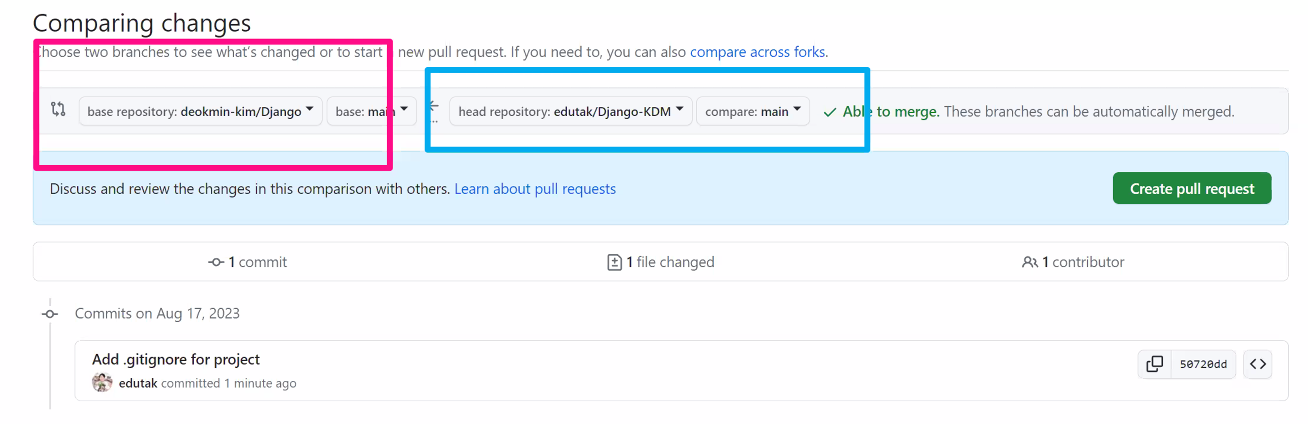 Comparing changes
Choose two branches to see what's changed or to start new pull request. If you need to, you can also compare across forks.
base repository: deokmin-kim/Django base: main ... head repository: edutak/Django-KDM compare: main Able to merge. These branches can be automatically merged.
Discuss and review the changes in this comparison with others. Learn about pull requests Create pull request
1 commit 1 file changed 1 contributor
Commits on Aug 17, 2023
Add .gitignore for project
50720dd
edutak committed 1 minute ago